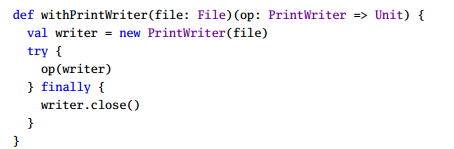 def withPrintWriter(file: File)(op: PrintWriter => Unit) {
  val writer = new PrintWriter(file)
  try {
    op(writer)
  } finally {
    writer.close()
  }
}